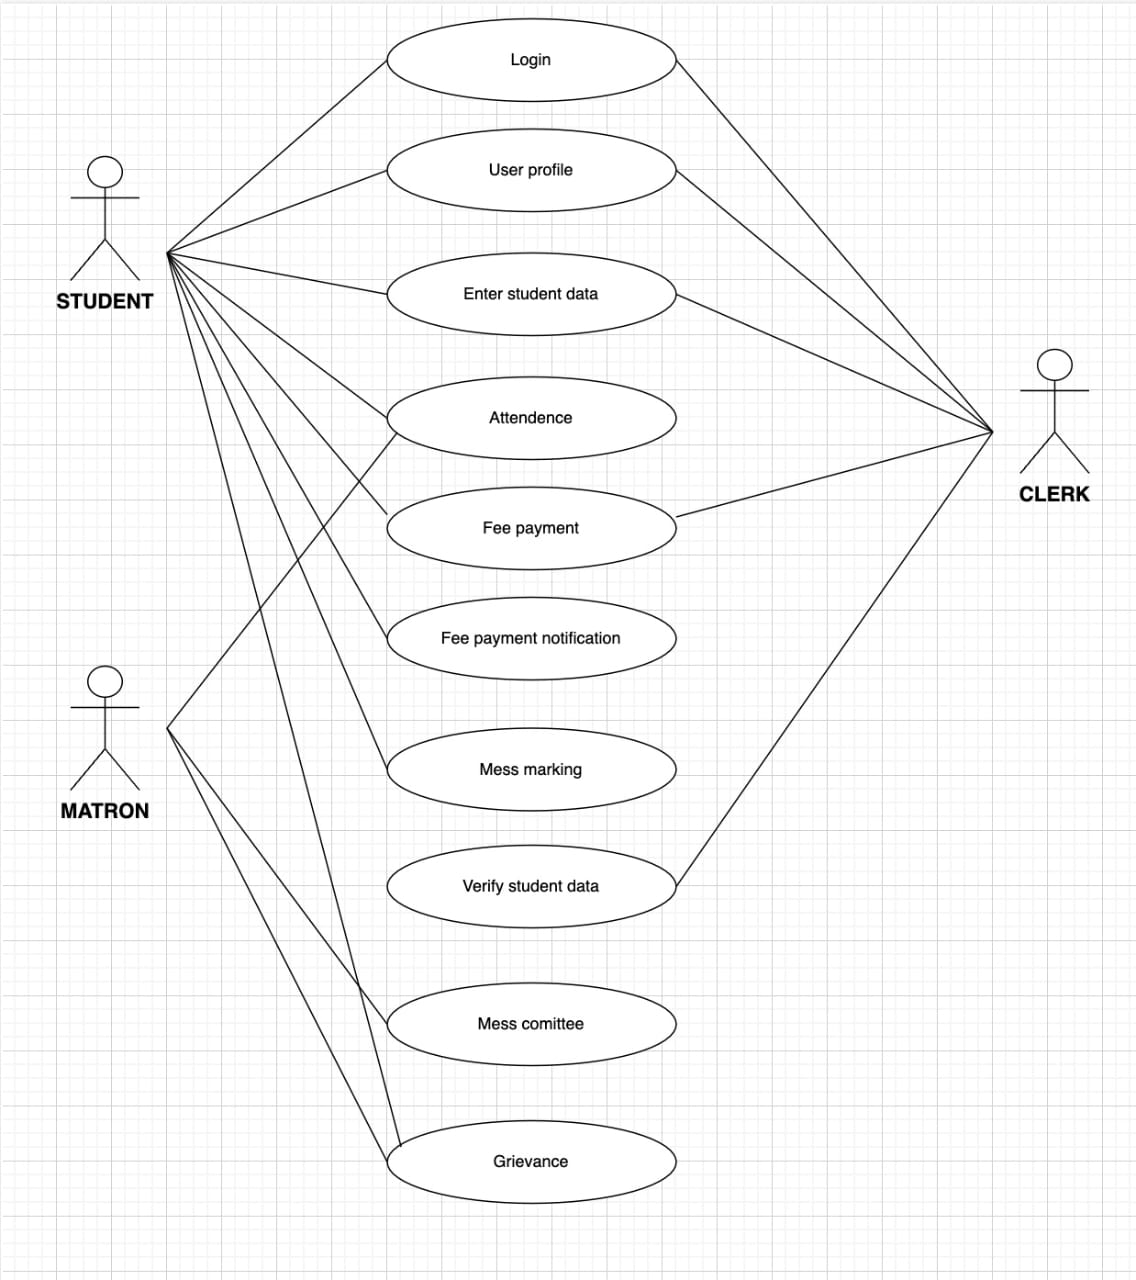 Login
User profile
STUDENT
Enter student data
Attendence
CLERK
Fee payment
Fee payment notification
MATRON
Mess marking
Verify student data
Mess comittee
Grievance